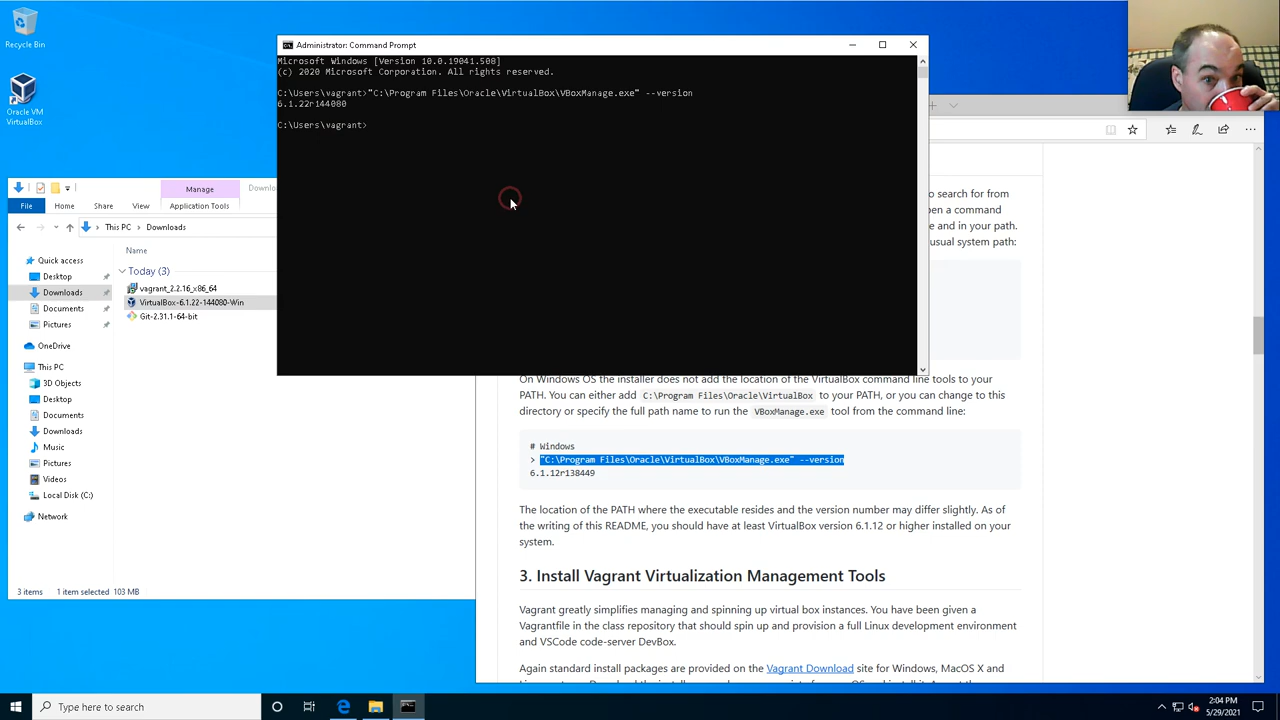 Recycle Bin
Oracle VM
VirtualBox
Administrator: Command Prompt
Microsoft Windows [Version 10.0.19041.508]
(c) 2020 Microsoft Corporation. All rights reserved.
C:\Users\vagrant>"C:\Program Files\Oracle\VirtualBox\VBoxManage.exe" --version
6.1.22r144080
C:\Users\vagrant>
Manage
Downlo
File
Home
Share
View
Application Tools
This PC
Downloads
Name
Quick access
Desktop
Downloads
Documents
Pictures
OneDrive
This PC
3D Objects
Desktop
Documents
Downloads
Music
Pictures
Videos
Local Disk (C:)
Network
Today (3)
vagrant_2.2.16_x86_64
VirtualBox-6.1.22-144080-Win
Git-2.31.1-64-bit
3 items
1 item selected 103 MB
o search for from
pen a command
e and in your path.
usual system path:
On Windows OS the installer does not add the location of the VirtualBox command line tools to your
PATH. You can either add C:\Program Files\Oracle\VirtualBox to your PATH, or you can change to this
directory or specify the full path name to run the VBoxManage.exe tool from the command line:
# Windows
> "C:\Program Files\Oracle\VirtualBox\VBoxManage.exe" --version
6.1.12r138449
The location of the PATH where the executable resides and the version number may differ slightly. As of
the writing of this README, you should have at least VirtualBox version 6.1.12 or higher installed on your
system.
3. Install Vagrant Virtualization Management Tools
Vagrant greatly simplifies managing and spinning up virtual box instances. You have been given a
Vagrantfile in the class repository that should spin up and provision a full Linux development environment
and VSCode code-server DevBox.
Again standard install packages are provided on the Vagrant Download site for Windows, MacOS X and
Type here to search
2:04 PM
5/29/2021